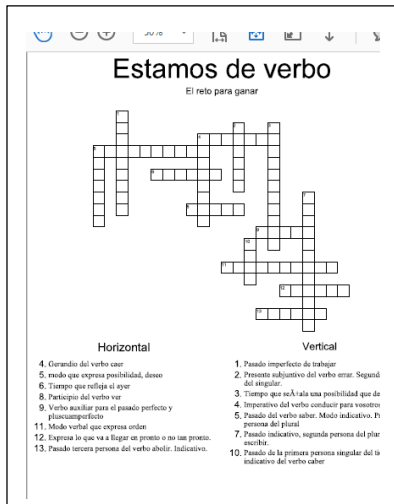 50%
Estamos de verbo
El reto para ganar
Horizontal
4. Gerandio del verbo caer
5. modo que expresa posibilidad, deseo
6. Tiempo que refleja el ayer
8. Participio del verbo ver
9. Verbo auxiliar para el pasado perfecto y
pluscuamperfecto
11. Modo verbal que expresa orden
12. Expresa lo que va a llegar en pronto o no tan pronto.
13. Pasado tercera persona del verbo abolir. Indicativo.
Vertical
1. Pasado imperfecto de trabajar
2. Presente subjuntivo del verbo errar. Segund
del singular.
3. Tiempo que seÃ±ala una posibilidad que de
4. Imperativo del verbo conducir para vosotro
5. Pasado del verbo saber. Modo indicativo. Pr
persona del plural
7. Pasado indicativo, segunda persona del plur
escribir.
10. Pasado de la primera persona singular del ti
indicativo del verbo caber